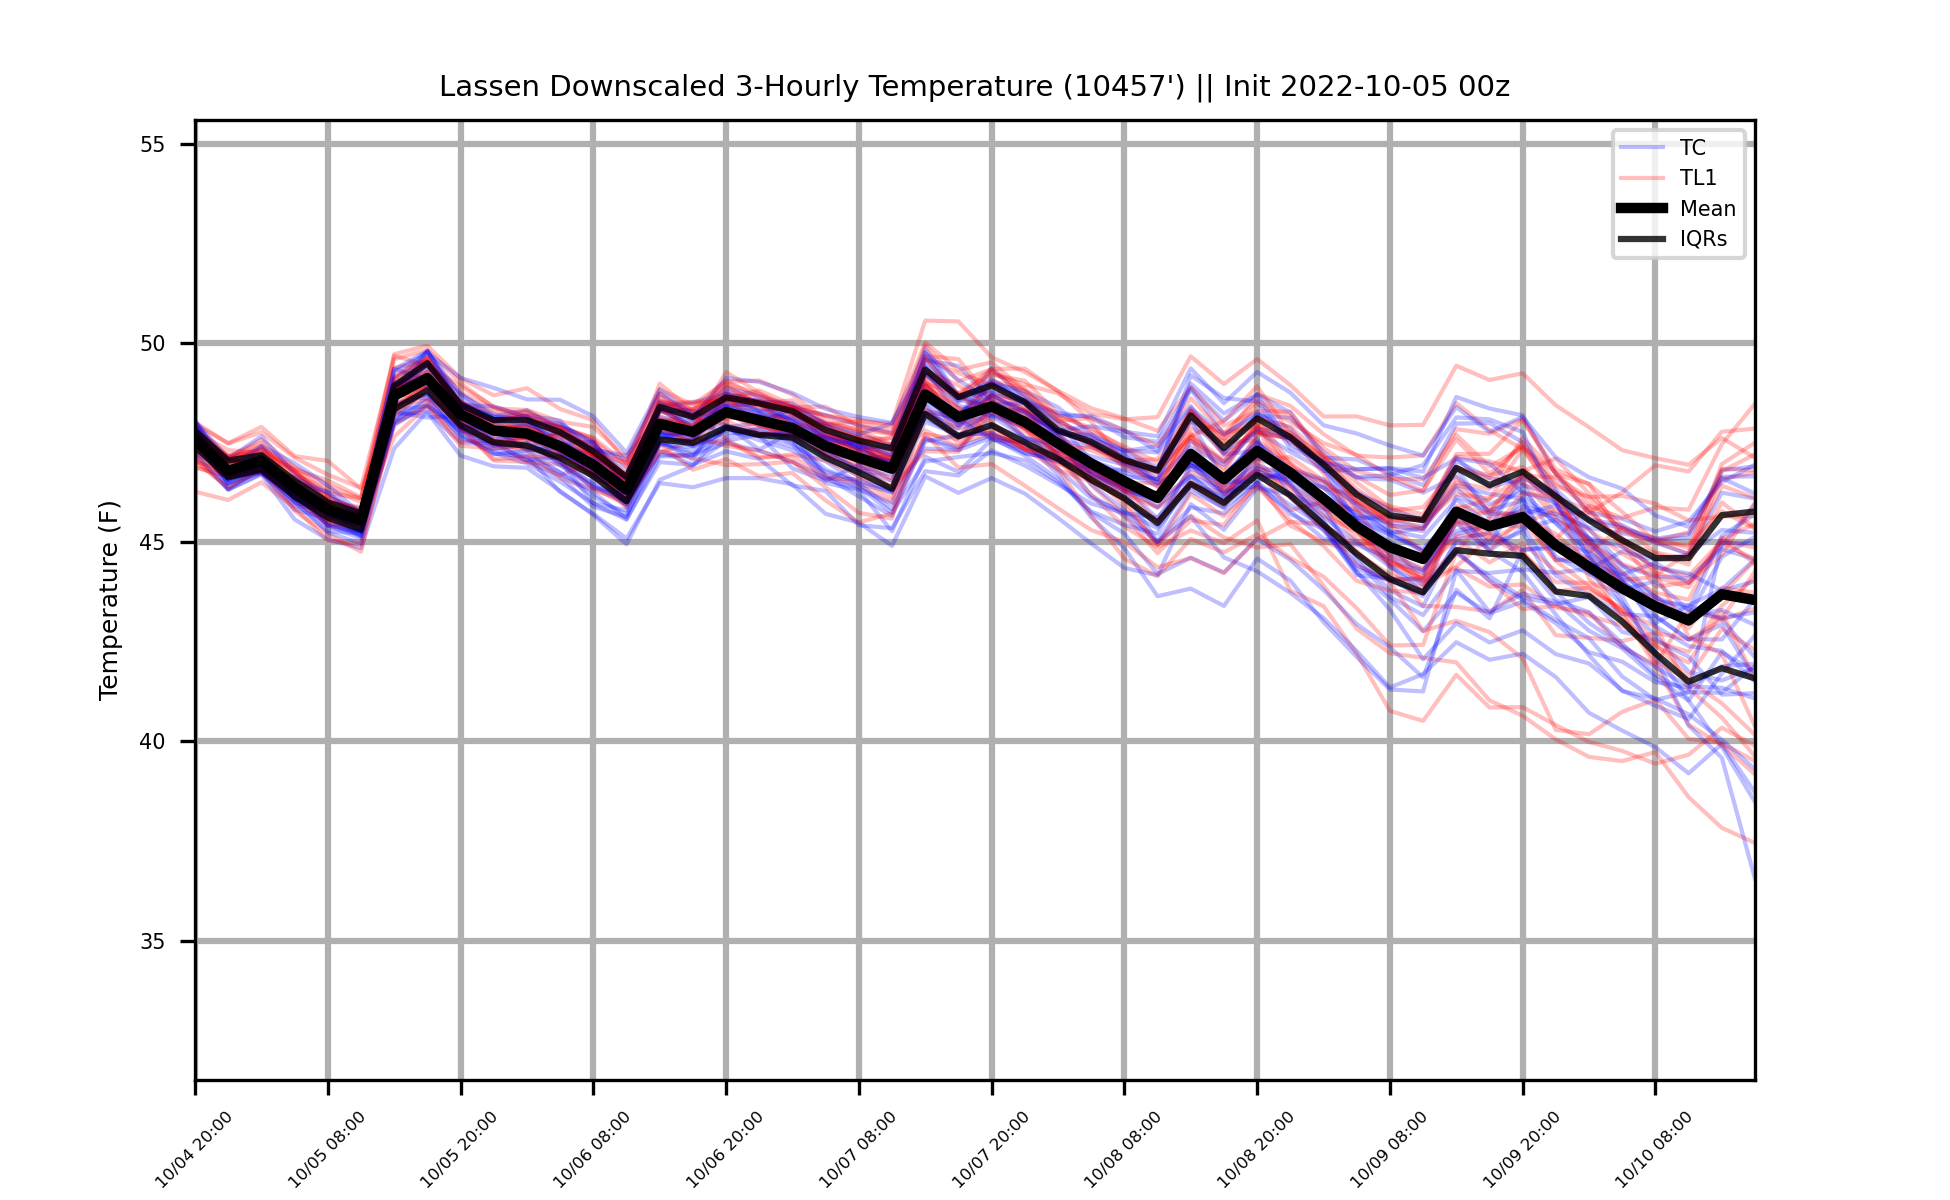 Lassen Downscaled 3-Hourly Temperature (10457') || Init 2022-10-05 00z
Temperature (F)
55
50
45
40
35
TC
TL1
Mean
IQRs
10/04 20:00
10/05 08:00
10/05 20:00
10/06 08:00
10/06 20:00
10/07 08:00
10/07 20:00
10/08 08:00
10/08 20:00
10/09 08:00
10/09 20:00
10/10 08:00